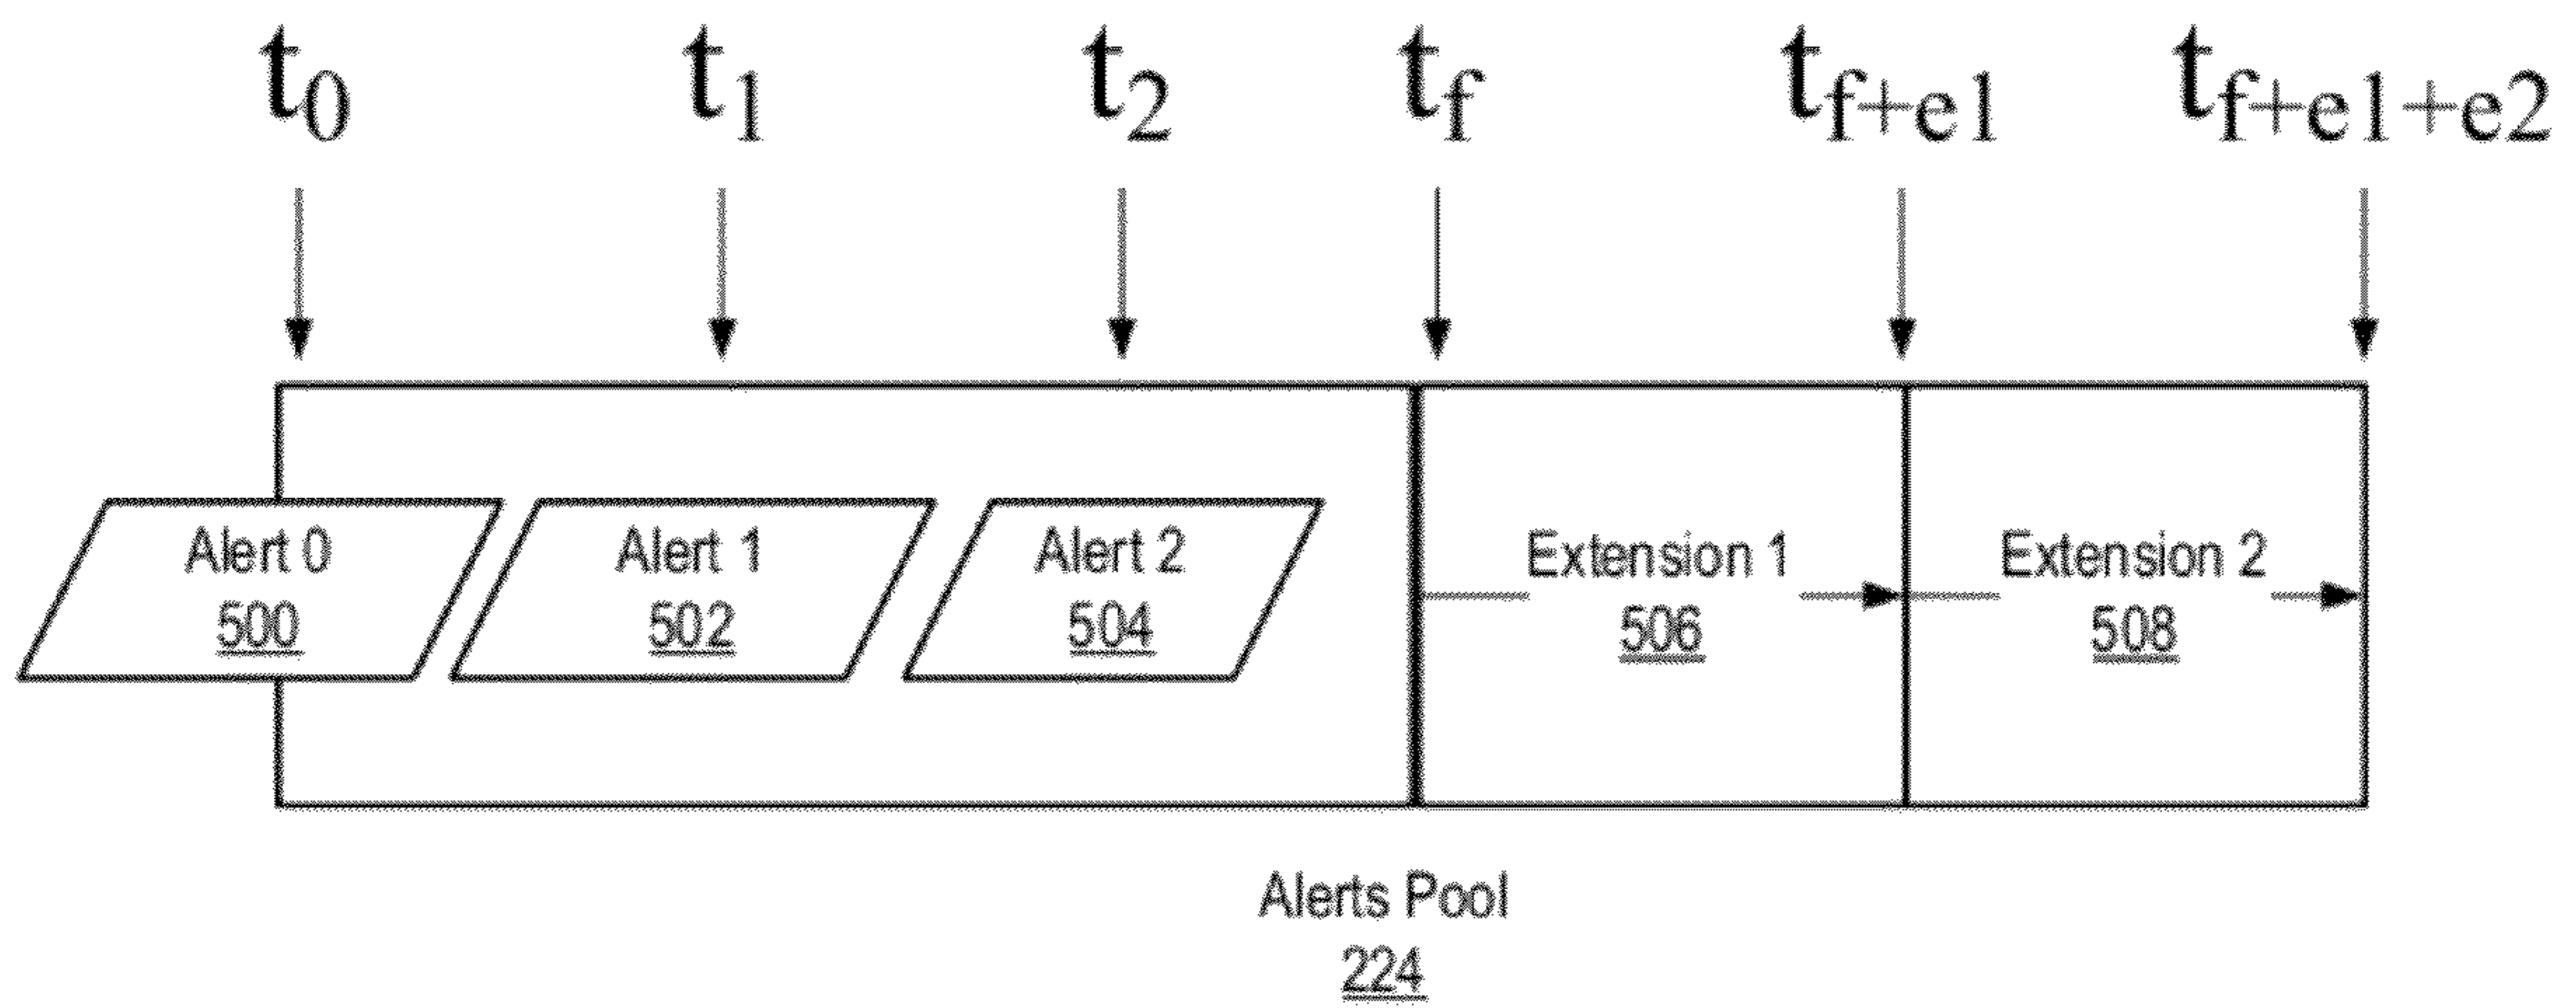 t0 t1 t2 tf tf+e1 tf+e1+e2
Alert 0
500
Alert 1
502
Alert 2
504
Extension 1
506
Extension 2
508
Alerts Pool
224